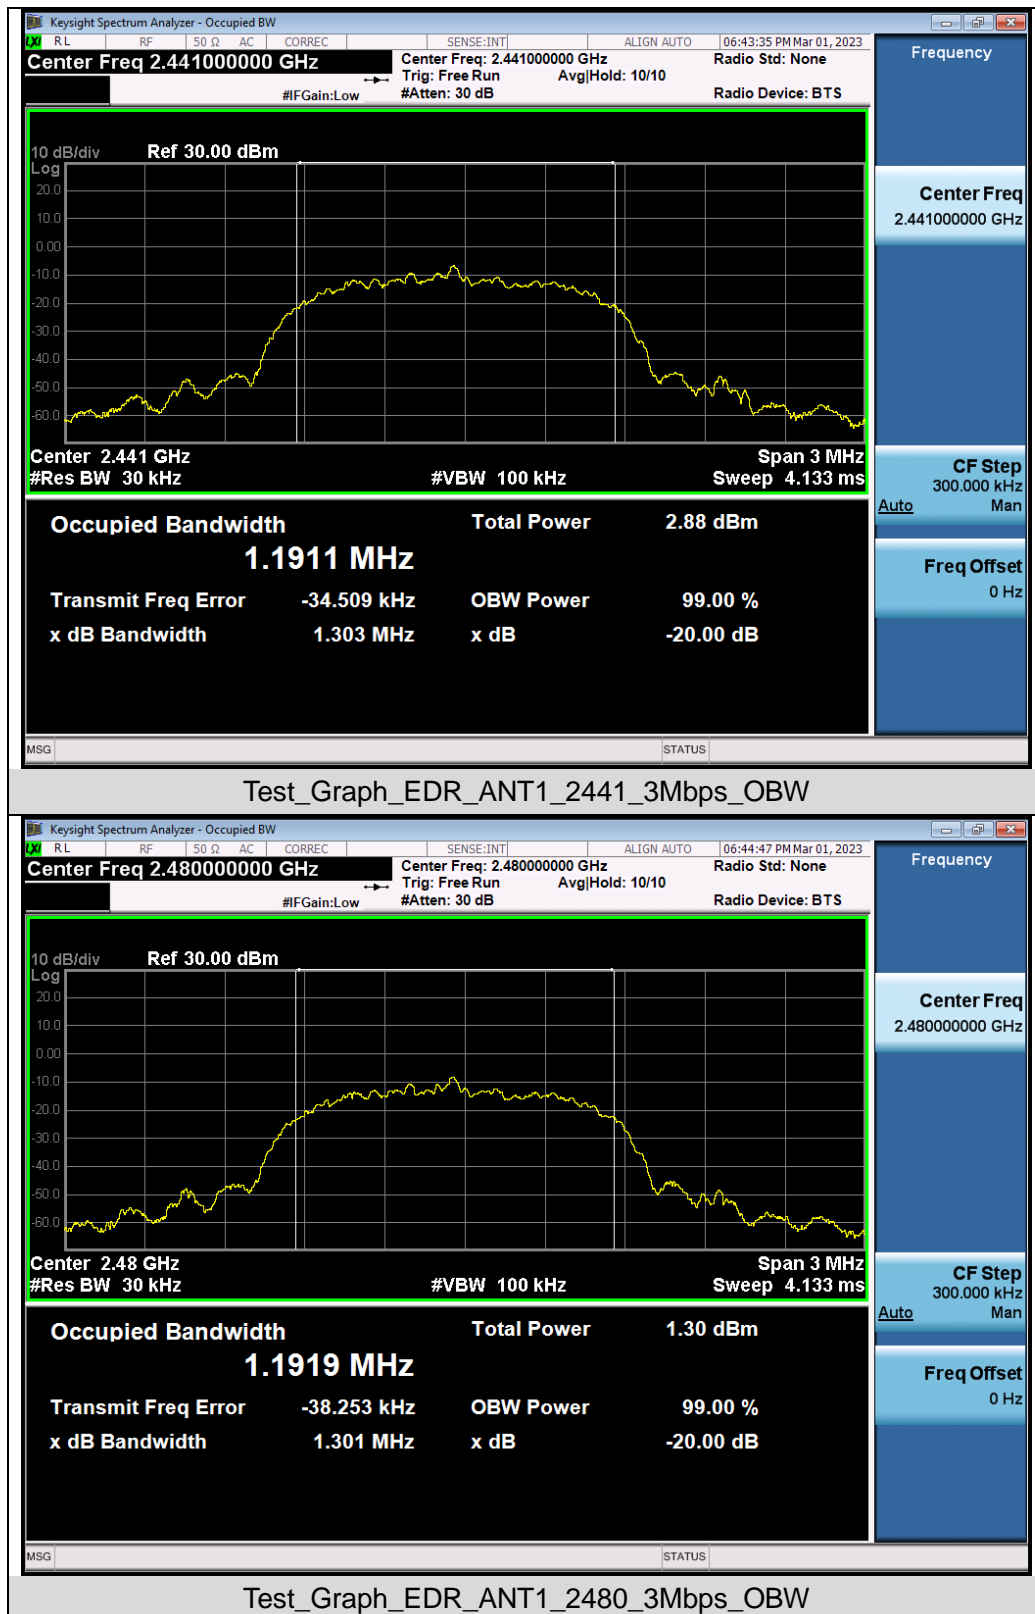 Keysight Spectrum Analyzer - Occupied BW
LXI RL RF 50 Ω AC CORREC SENSE:INT ALIGN AUTO 06:43:35 PM Mar 01, 2023
Center Freq 2.441000000 GHz Center Freq: 2.441000000 GHz Radio Std: None
Trig: Free Run Avg|Hold: 10/10
#IFGain:Low #Atten: 30 dB Radio Device: BTS
Frequency
10 dB/div Ref 30.00 dBm
Log
20.0
10.0
0.00
-10.0
-20.0
-30.0
-40.0
-50.0
-60.0
Center Freq
2.441000000 GHz
Center 2.441 GHz Span 3 MHz
#Res BW 30 kHz #VBW 100 kHz Sweep 4.133 ms
CF Step
300.000 kHz
Auto Man
Occupied Bandwidth Total Power 2.88 dBm
1.1911 MHz
Freq Offset
0 Hz
Transmit Freq Error -34.509 kHz OBW Power 99.00 %
x dB Bandwidth 1.303 MHz x dB -20.00 dB
MSG STATUS
Test_Graph_EDR_ANT1_2441_3Mbps_OBW
Keysight Spectrum Analyzer - Occupied BW
LXI RL RF 50 Ω AC CORREC SENSE:INT ALIGN AUTO 06:44:47 PM Mar 01, 2023
Center Freq 2.480000000 GHz Center Freq: 2.480000000 GHz Radio Std: None
Trig: Free Run Avg|Hold: 10/10
#IFGain:Low #Atten: 30 dB Radio Device: BTS
Frequency
10 dB/div Ref 30.00 dBm
Log
20.0
10.0
0.00
-10.0
-20.0
-30.0
-40.0
-50.0
-60.0
Center Freq
2.480000000 GHz
Center 2.48 GHz Span 3 MHz
#Res BW 30 kHz #VBW 100 kHz Sweep 4.133 ms
CF Step
300.000 kHz
Auto Man
Occupied Bandwidth Total Power 1.30 dBm
1.1919 MHz
Freq Offset
0 Hz
Transmit Freq Error -38.253 kHz OBW Power 99.00 %
x dB Bandwidth 1.301 MHz x dB -20.00 dB
MSG STATUS
Test_Graph_EDR_ANT1_2480_3Mbps_OBW